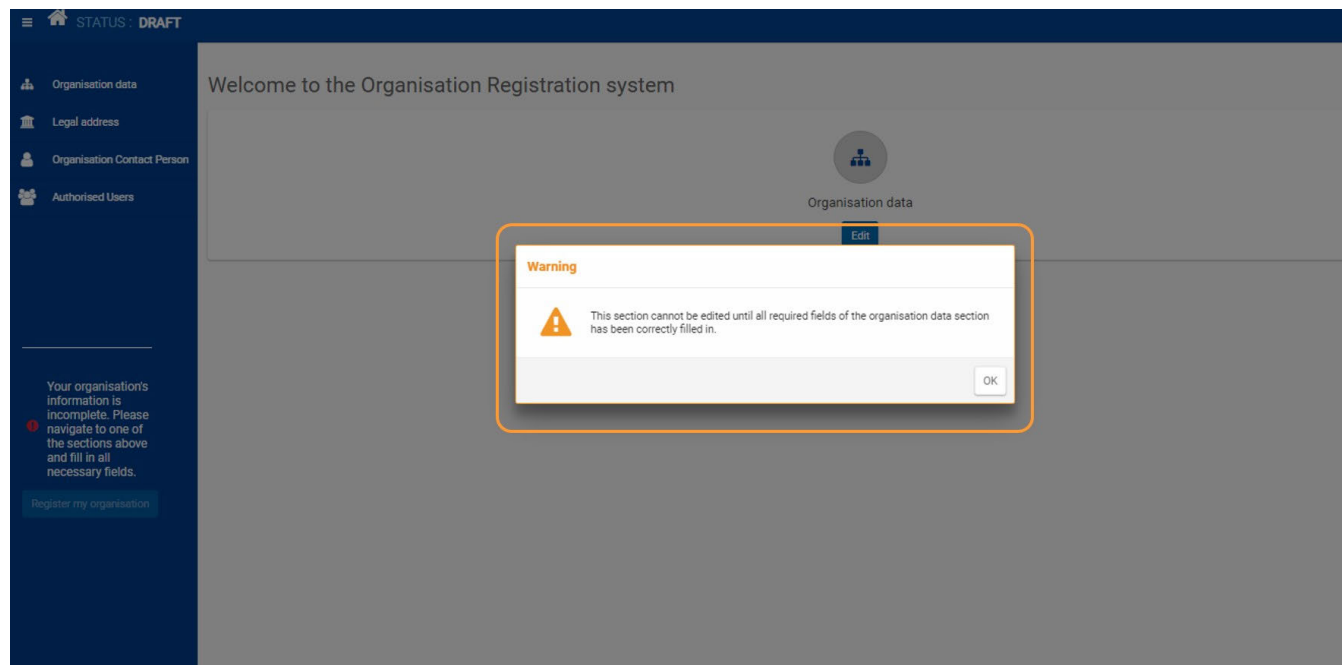 STATUS : DRAFT
Organisation data
Legal address
Organisation Contact Person
Authorised Users
Your organisation's
information is
incomplete. Please
navigate to one of
the sections above
and fill in all
necessary fields.
Register my organisation
Welcome to the Organisation Registration system
Organisation data
Edit
Warning
This section cannot be edited until all required fields of the organisation data section
has been correctly filled in.
OK